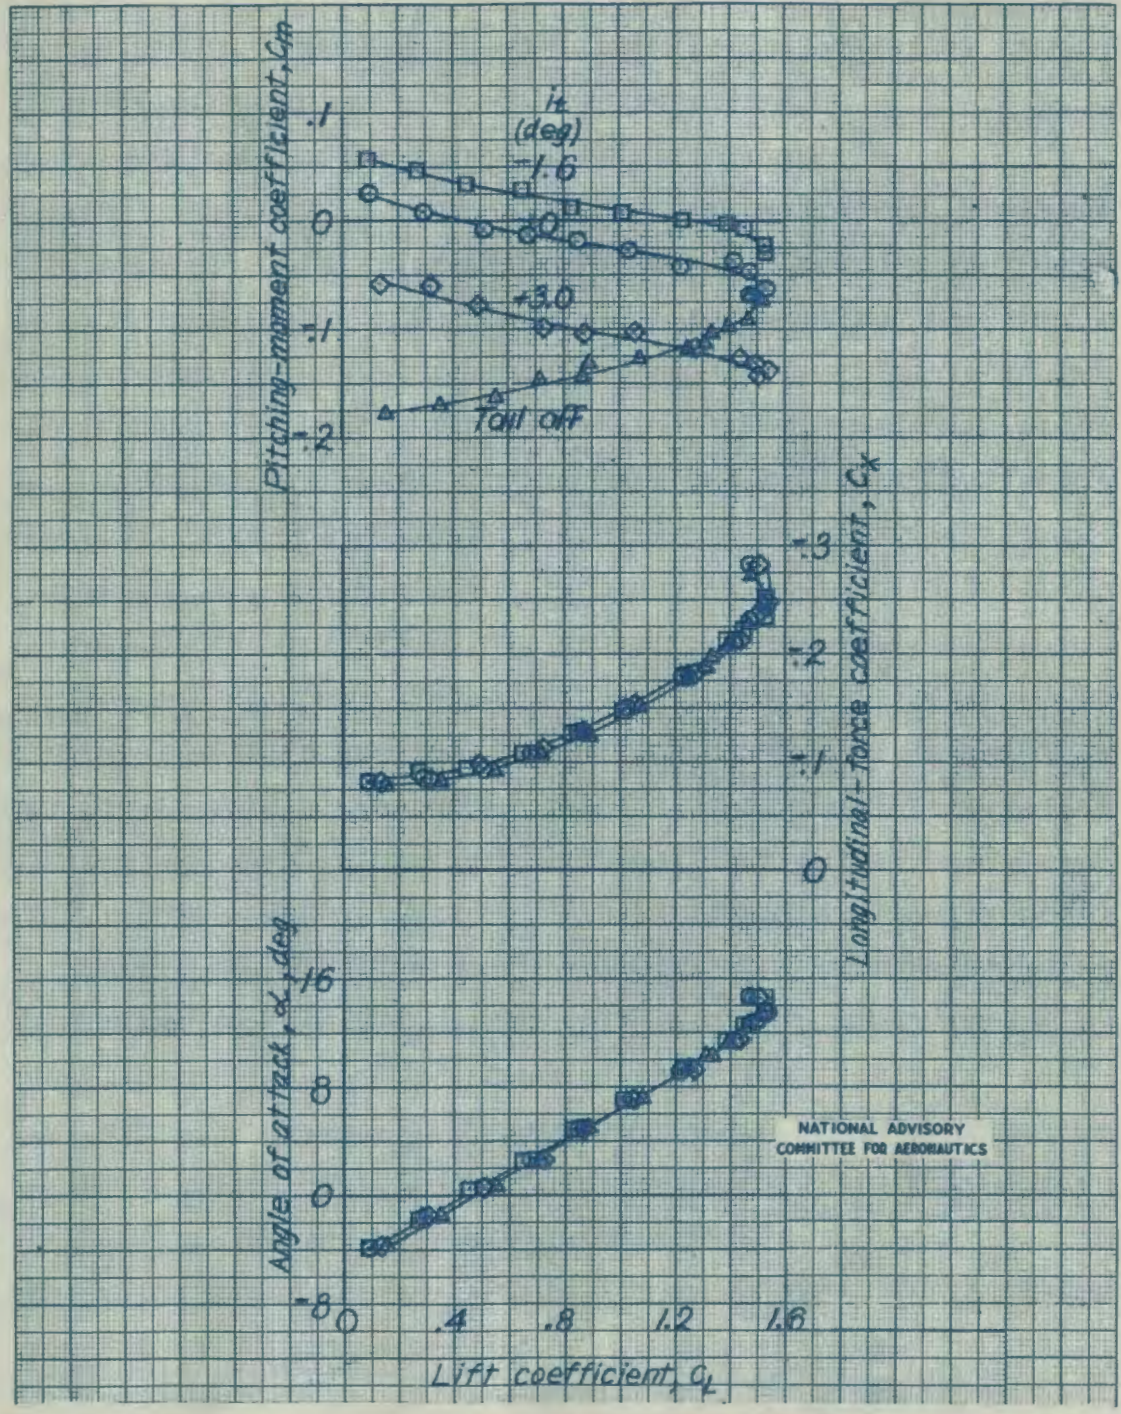 Pitching-moment coefficient, Cm
.1
0
-.1
-.2
it
(deg)
-1.6
0
+3.0
Tail off
Longitudinal-force coefficient, Cx
-.3
-.2
-.1
0
Angle of attack, α, deg
16
8
0
-8
0 .4 .8 1.2 1.6
Lift coefficient, CL
NATIONAL ADVISORY
COMMITTEE FOR AERONAUTICS